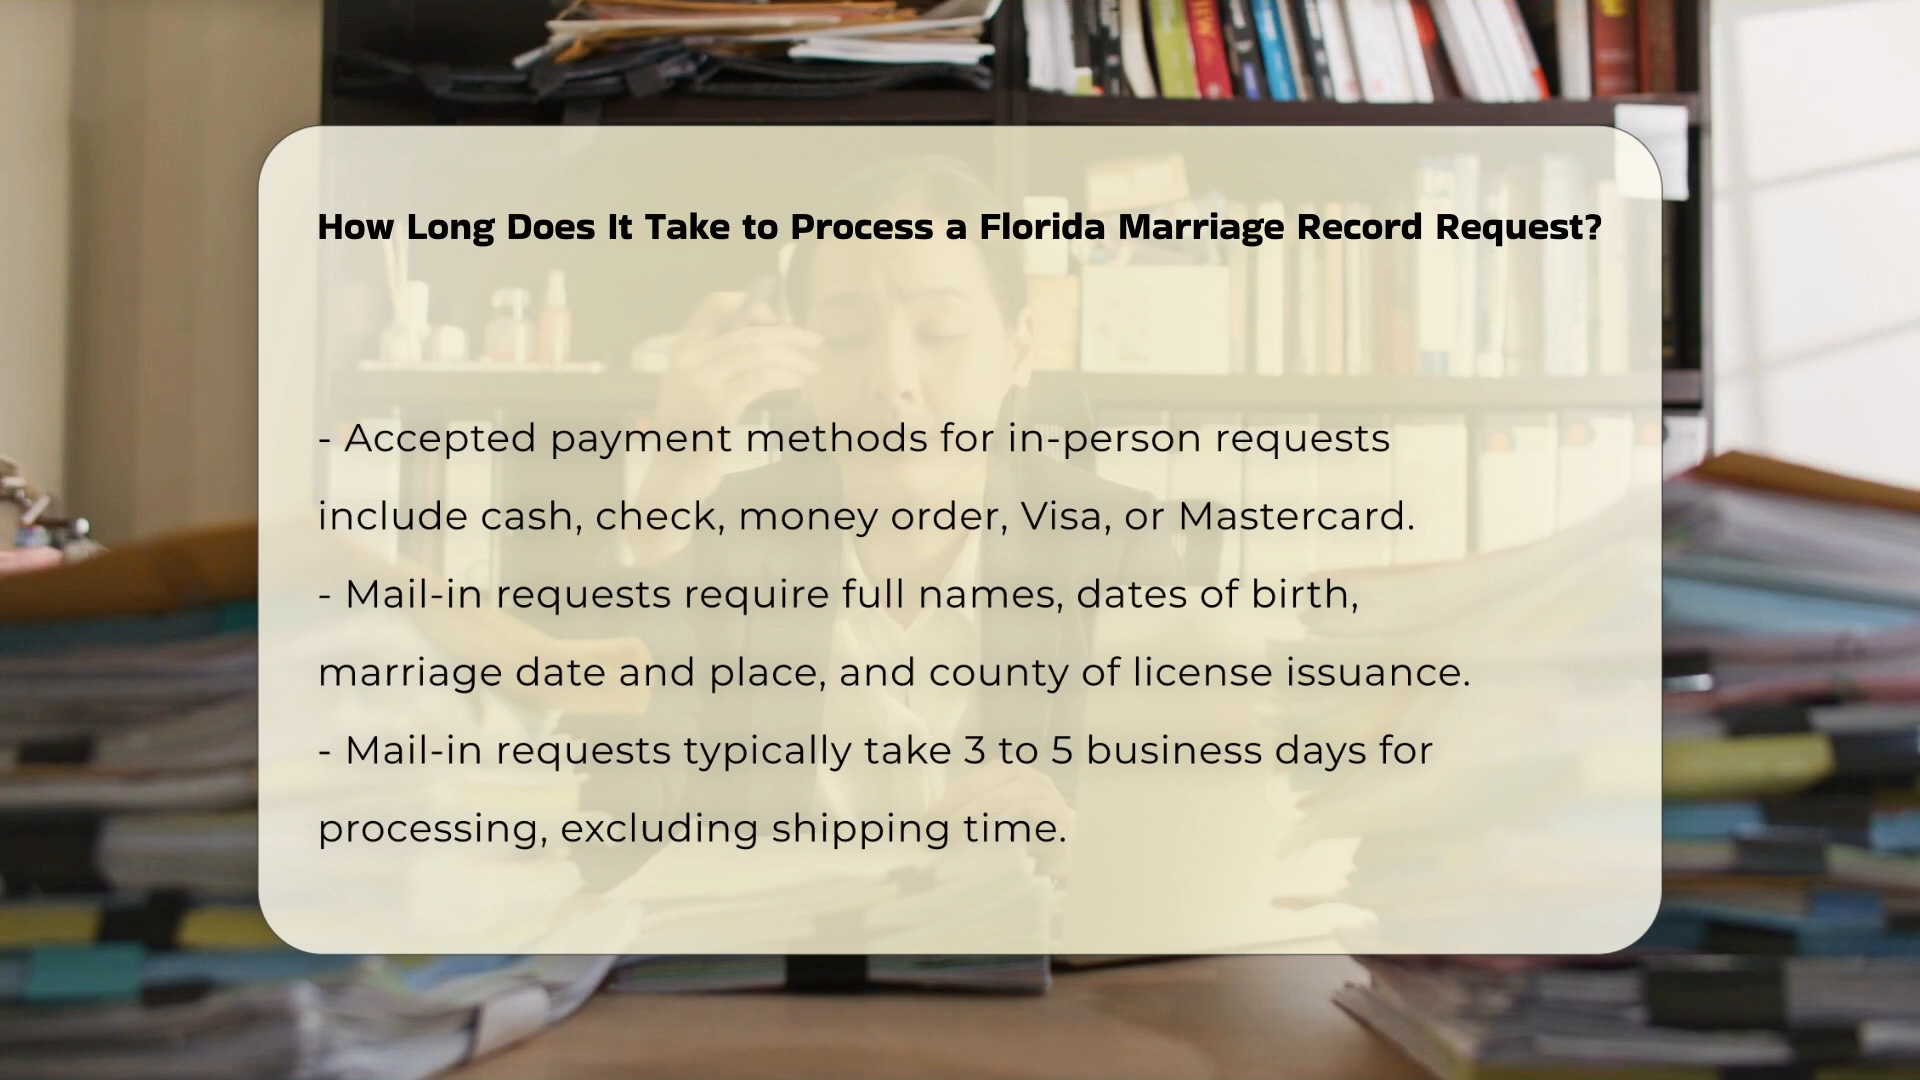 How Long Does It Take to Process a Florida Marriage Record Request?
- Accepted payment methods for in-person requests
include cash, check, money order, Visa, or Mastercard.
- Mail-in requests require full names, dates of birth,
marriage date and place, and county of license issuance.
- Mail-in requests typically take 3 to 5 business days for
processing, excluding shipping time.